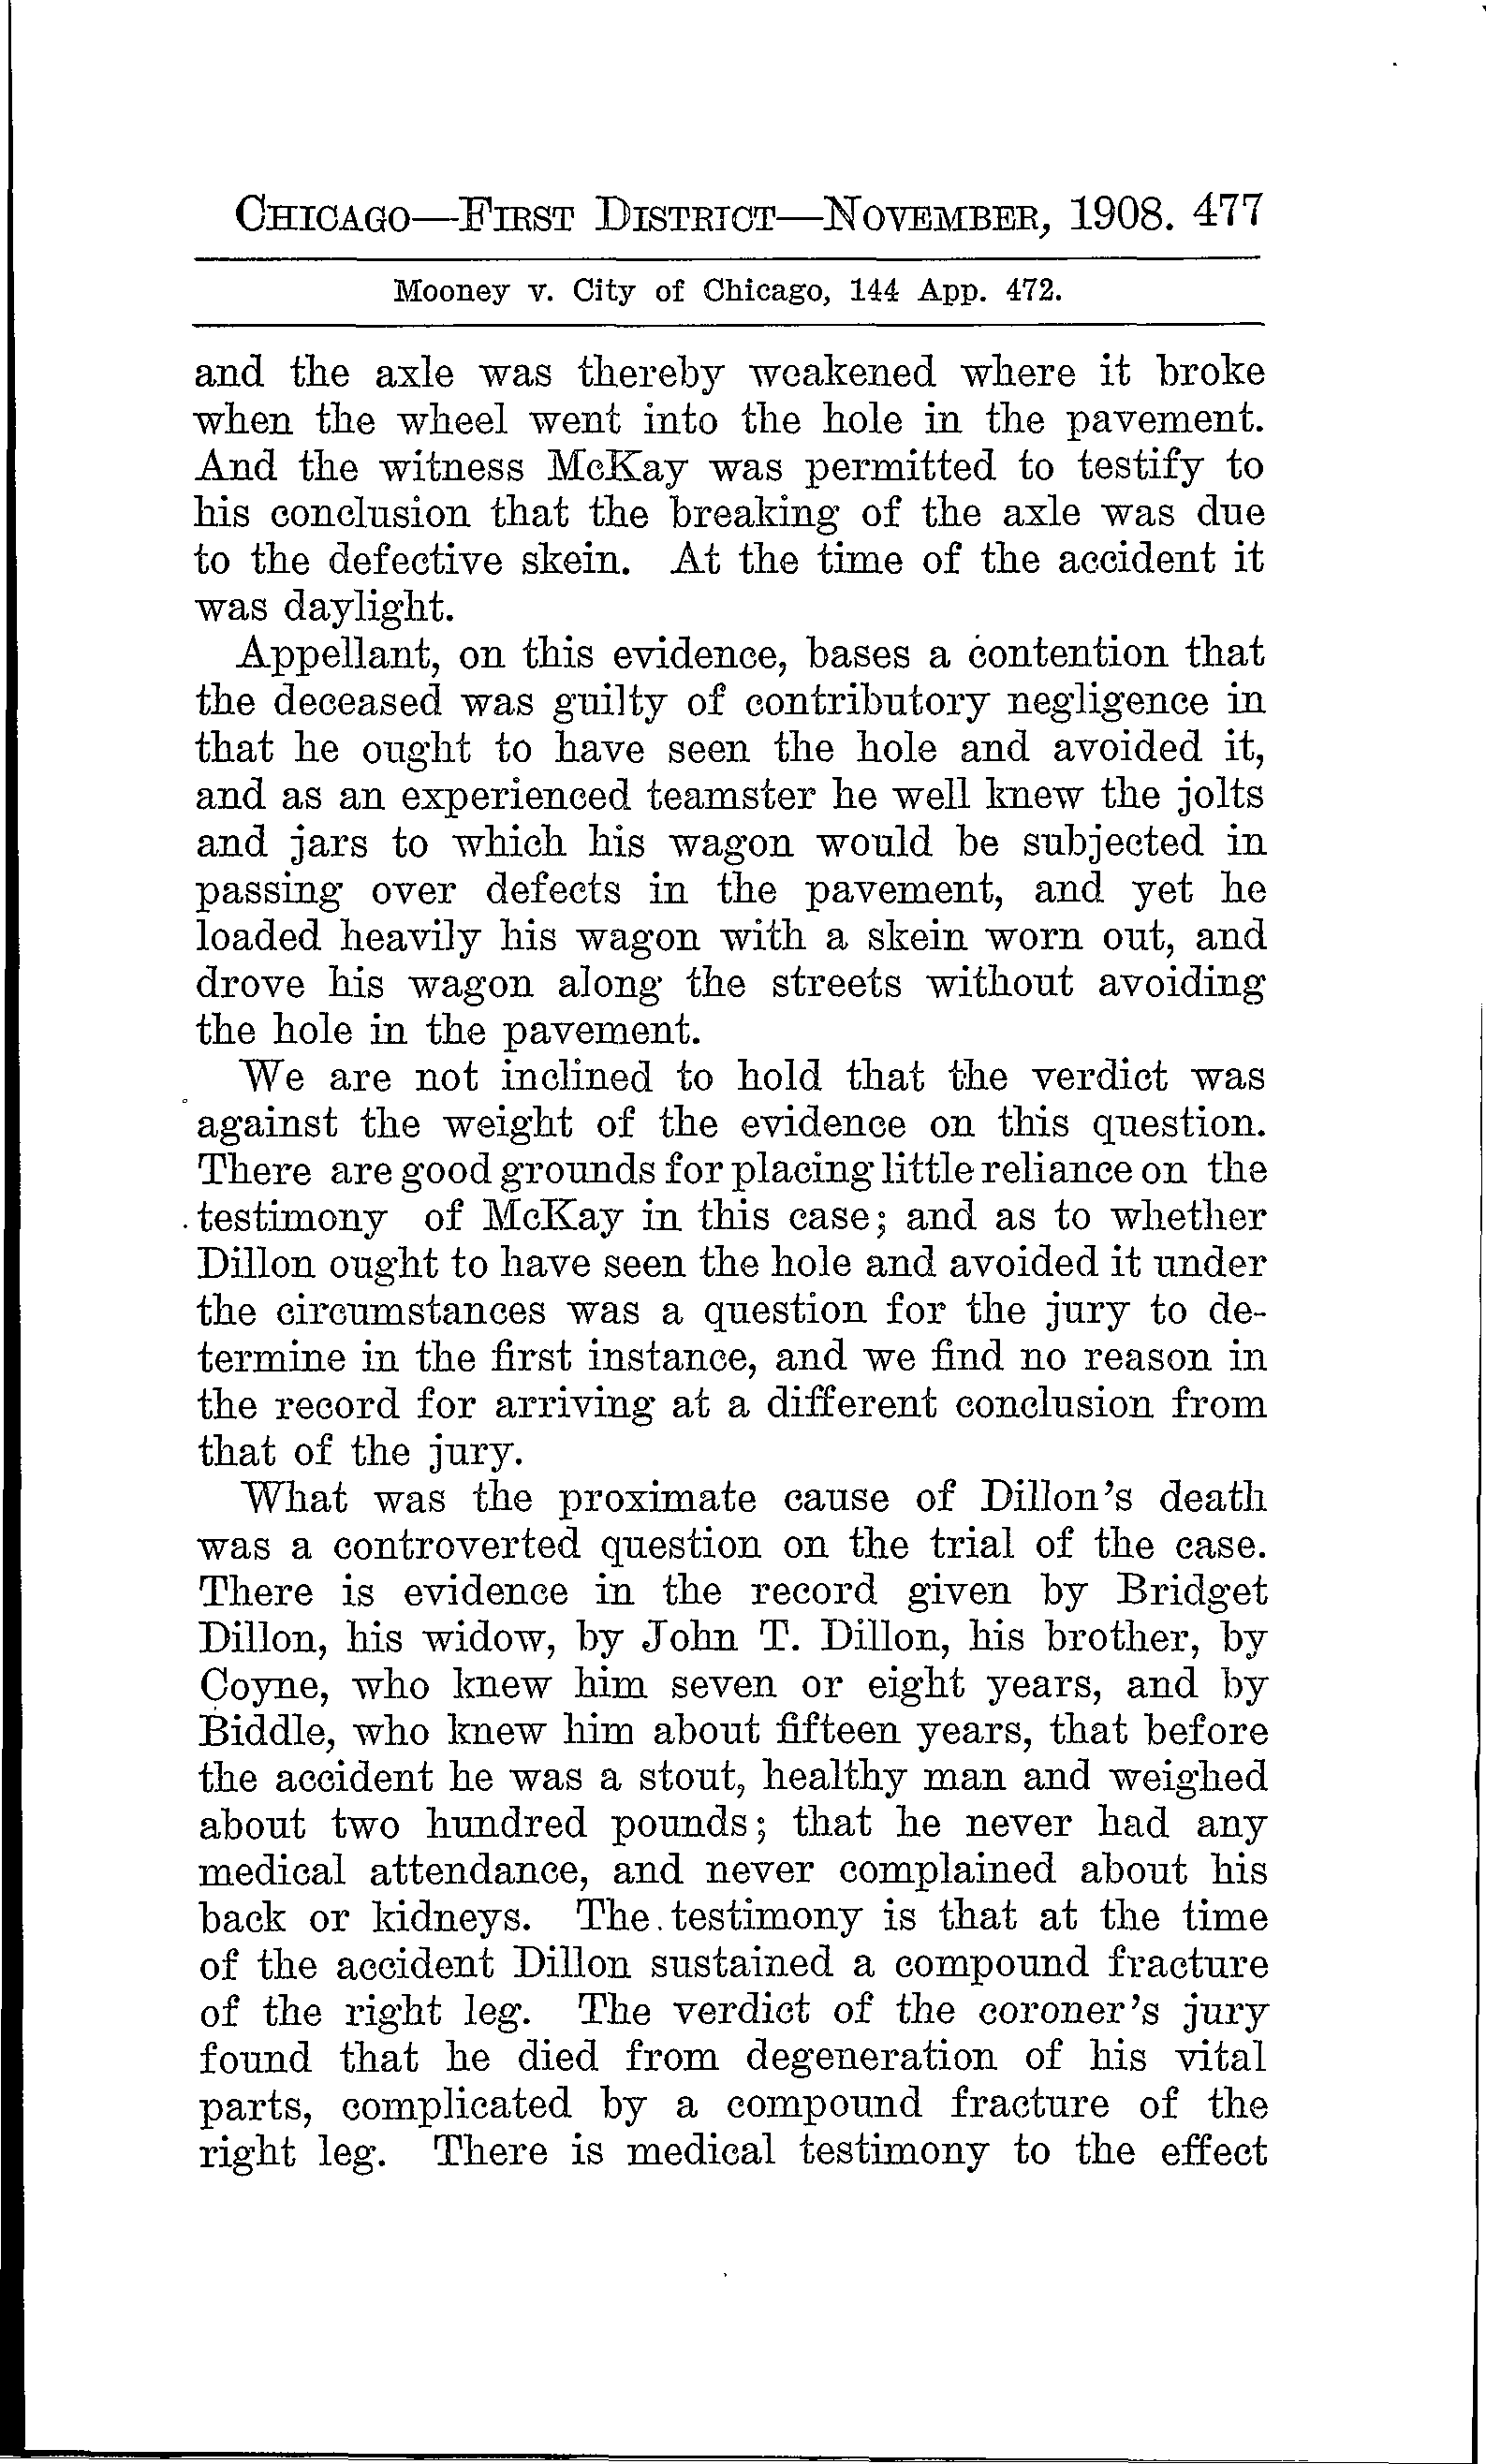 CHICAGO—FIRST DISTRICT—NOVEMBER, 1908. 477
Mooney v. City of Chicago, 144 App. 472.
and the axle was thereby weakened where it broke
when the wheel went into the hole in the pavement.
And the witness McKay was permitted to testify to
his conclusion that the breaking of the axle was due
to the defective skein. At the time of the accident it
was daylight.
Appellant, on this evidence, bases a contention that
the deceased was guilty of contributory negligence in
that he ought to have seen the hole and avoided it,
and as an experienced teamster he well knew the jolts
and jars to which his wagon would be subjected in
passing over defects in the pavement, and yet he
loaded heavily his wagon with a skein worn out, and
drove his wagon along the streets without avoiding
the hole in the pavement.
We are not inclined to hold that the verdict was
against the weight of the evidence on this question.
There are good grounds for placing little reliance on the
testimony of McKay in this case; and as to whether
Dillon ought to have seen the hole and avoided it under
the circumstances was a question for the jury to de-
termine in the first instance, and we find no reason in
the record for arriving at a different conclusion from
that of the jury.
What was the proximate cause of Dillon's death
was a controverted question on the trial of the case.
There is evidence in the record given by Bridget
Dillon, his widow, by John T. Dillon, his brother, by
Coyne, who knew him seven or eight years, and by
Biddle, who knew him about fifteen years, that before
the accident he was a stout, healthy man and weighed
about two hundred pounds; that he never had any
medical attendance, and never complained about his
back or kidneys. The testimony is that at the time
of the accident Dillon sustained a compound fracture
of the right leg. The verdict of the coroner's jury
found that he died from degeneration of his vital
parts, complicated by a compound fracture of the
right leg. There is medical testimony to the effect